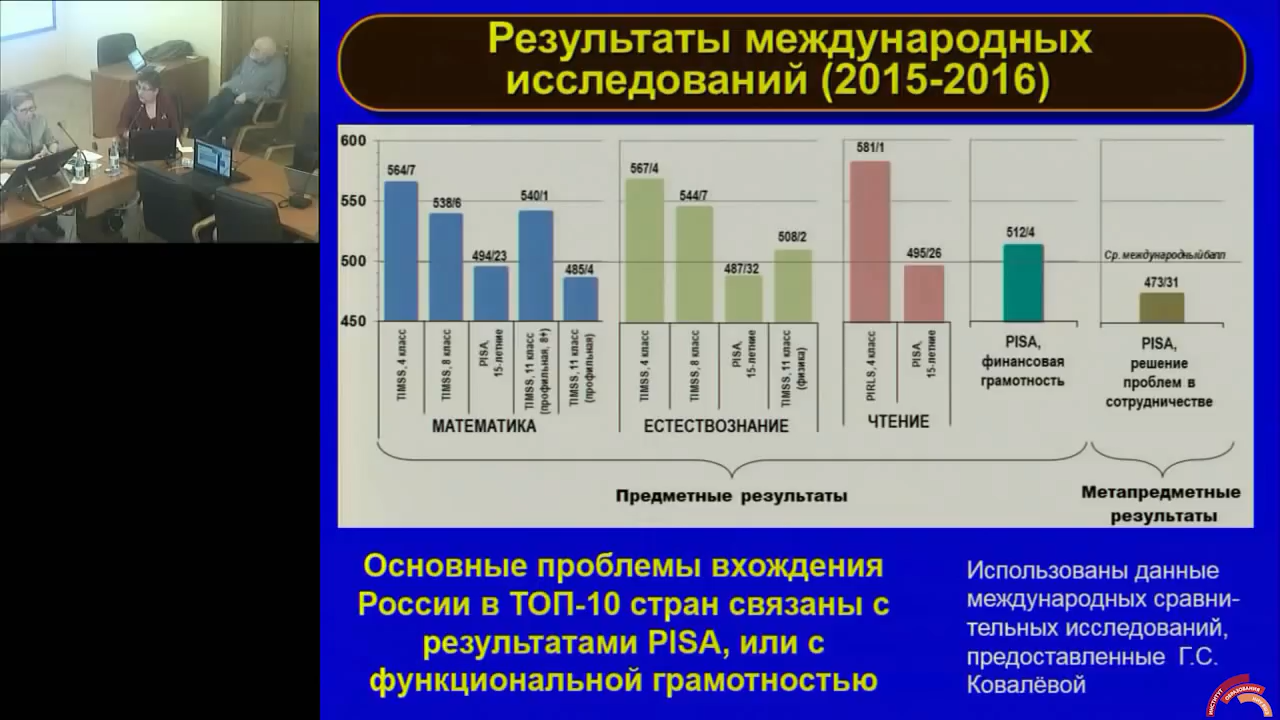 Результаты международных
исследований (2015-2016)
600
550
500
450
564/7
538/6
494/23
540/1
485/4
567/4
544/7
487/32
508/2
581/1
495/26
512/4
Ср. международный балл
473/31
TIMSS, 4 класс
TIMSS, 8 класс
PISA,
15-летние
TIMSS, 11 класс
(профильная, 8+)
TIMSS, 11 класс
(профильная)
TIMSS, 4 класс
TIMSS, 8 класс
PISA,
15-летние
TIMSS, 11 класс
(физика)
PIRLS, 4 класс
PISA,
15-летние
PISA,
финансовая
грамотность
PISA,
решение
проблем в
сотрудничестве
МАТЕМАТИКА
ЕСТЕСТВОЗНАНИЕ
ЧТЕНИЕ
Предметные результаты
Метапредметные
результаты
Основные проблемы вхождения
России в ТОП-10 стран связаны с
результатами PISA, или с
функциональной грамотностью
Использованы данные
международных сравни-
тельных исследований,
предоставленные Г.С.
Ковалёвой
ИНСТИТУТ
ОБРАЗОВАНИЯ